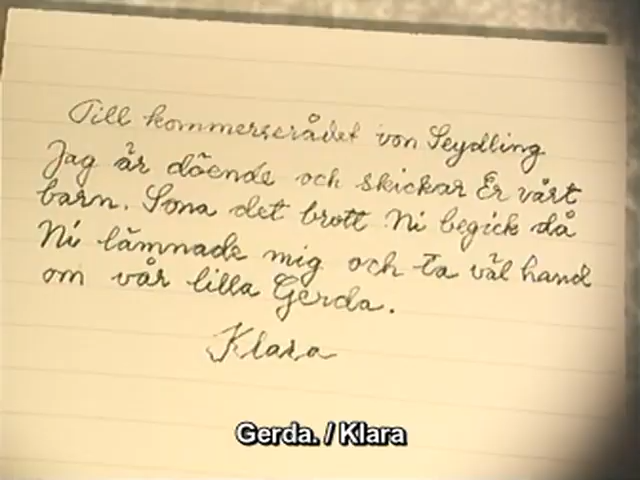 Till kommerserådet von Seydling
Jag är döende och skickar Er vårt
barn. Sona det brott Ni begick då
Ni lämnade mig och ta väl hand
om vår lilla Gerda.
Klara
Gerda. / Klara